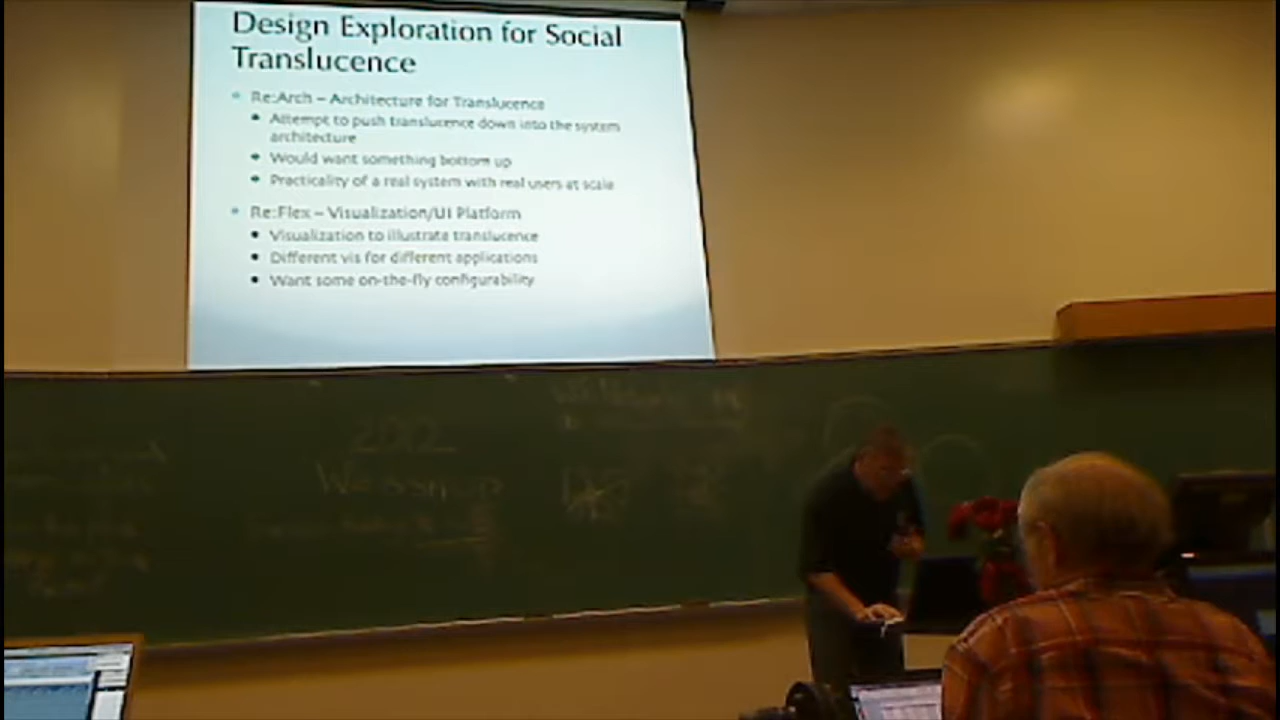 Design Exploration for Social
Translucence
Re:Arch – Architecture for Translucence
Attempt to push translucence down into the system
architecture
Would want something bottom up
Practicality of a real system with real users at scale
Re:Flex – Visualization/UI Platform
Visualization to illustrate translucence
Different vis for different applications
Want some on-the-fly configurability
2012